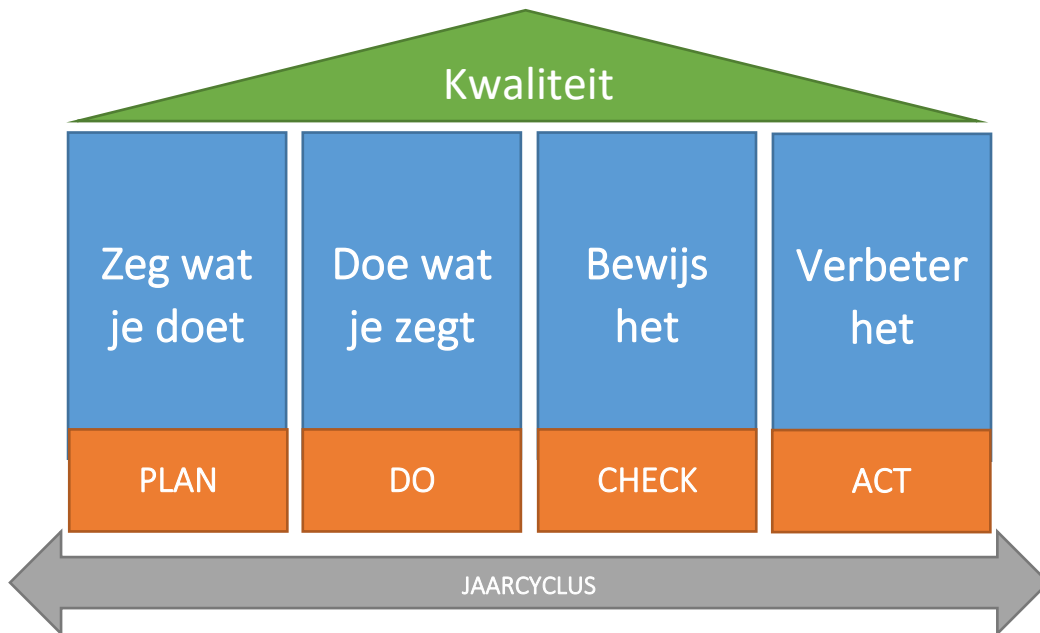 Kwaliteit
Zeg wat
je doet
Doe wat
je zegt
Bewijs
het
Verbeter
het
PLAN
DO
CHECK
ACT
JAARCYCLUS